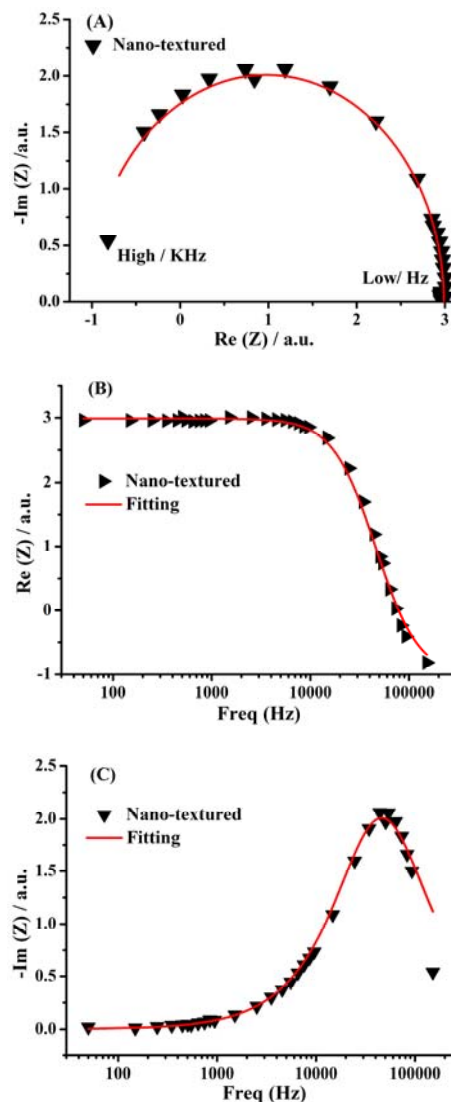 (A)
Nano-textured
2.5
2.0
1.5
1.0
0.5
0.0
-Im (Z) /a.u.
High / KHz
Low/ Hz
-1 0 1 2 3
Re (Z) / a.u.
(B)
3
2
1
0
-1
Re (Z) / a.u.
Nano-textured
Fitting
100 1000 10000 100000
Freq (Hz)
(C)
2.5
2.0
1.5
1.0
0.5
0.0
-Im (Z) /a.u.
Nano-textured
Fitting
100 1000 10000 100000
Freq (Hz)